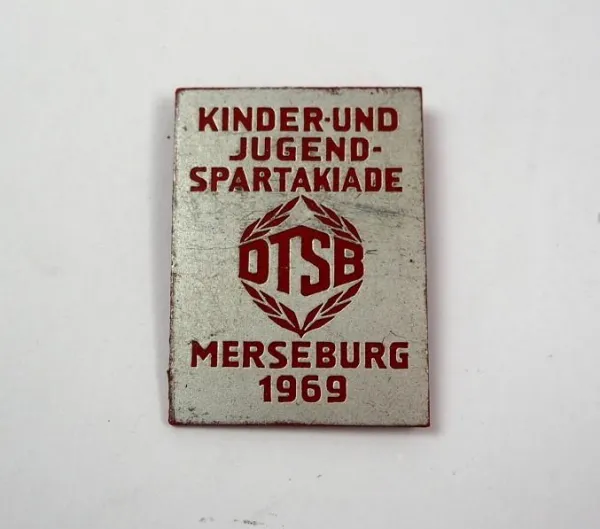 KINDER-UND
JUGEND-
SPARTAKIADE
DTSB
MERSEBURG
1969